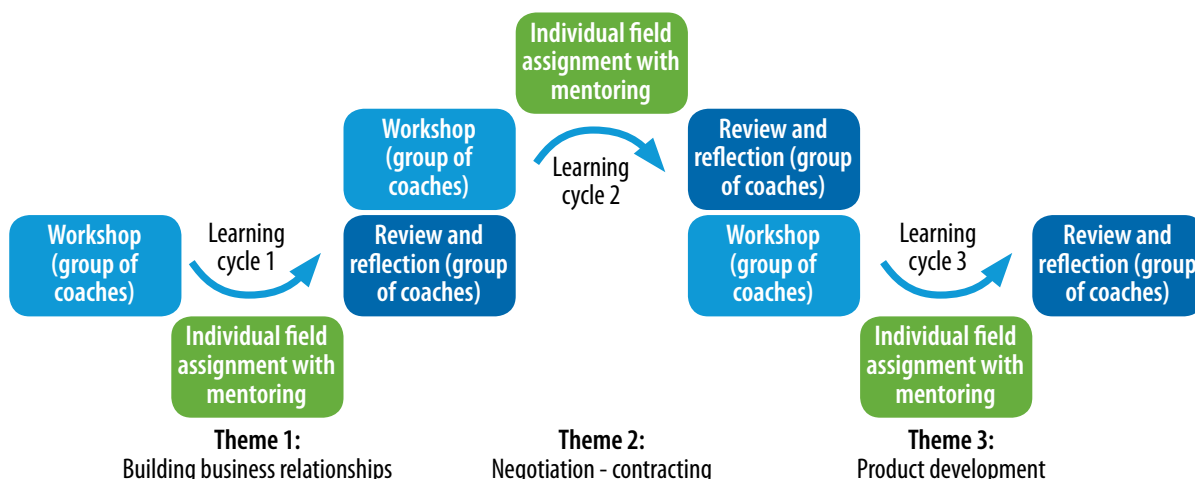 Individual field
assignment with
mentoring
Workshop
(group of
coaches)
Learning
cycle 2
Review and
reflection (group
of coaches)
Workshop
(group of
coaches)
Learning
cycle 1
Review and
reflection (group
of coaches)
Workshop
(group of
coaches)
Learning
cycle 3
Review and
reflection (group
of coaches)
Individual field
assignment with
mentoring
Individual field
assignment with
mentoring
Theme 1:
Building business relationships
Theme 2:
Negotiation - contracting
Theme 3:
Product development